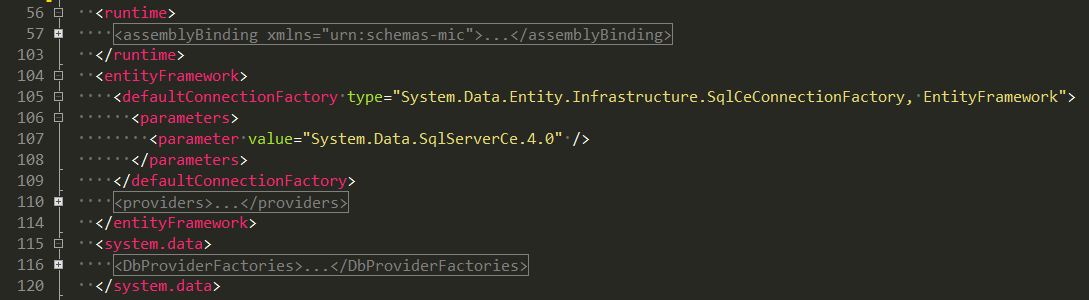 56 <runtime>
57 <assemblyBinding xmlns="urn:schemas-mic">...</assemblyBinding>
103 </runtime>
104 <entityFramework>
105 <defaultConnectionFactory type="System.Data.Entity.Infrastructure.SqlCeConnectionFactory, EntityFramework">
106 <parameters>
107 <parameter value="System.Data.SqlServerCe.4.0" />
108 </parameters>
109 </defaultConnectionFactory>
110 <providers>...</providers>
114 </entityFramework>
115 <system.data>
116 <DbProviderFactories>...</DbProviderFactories>
120 </system.data>